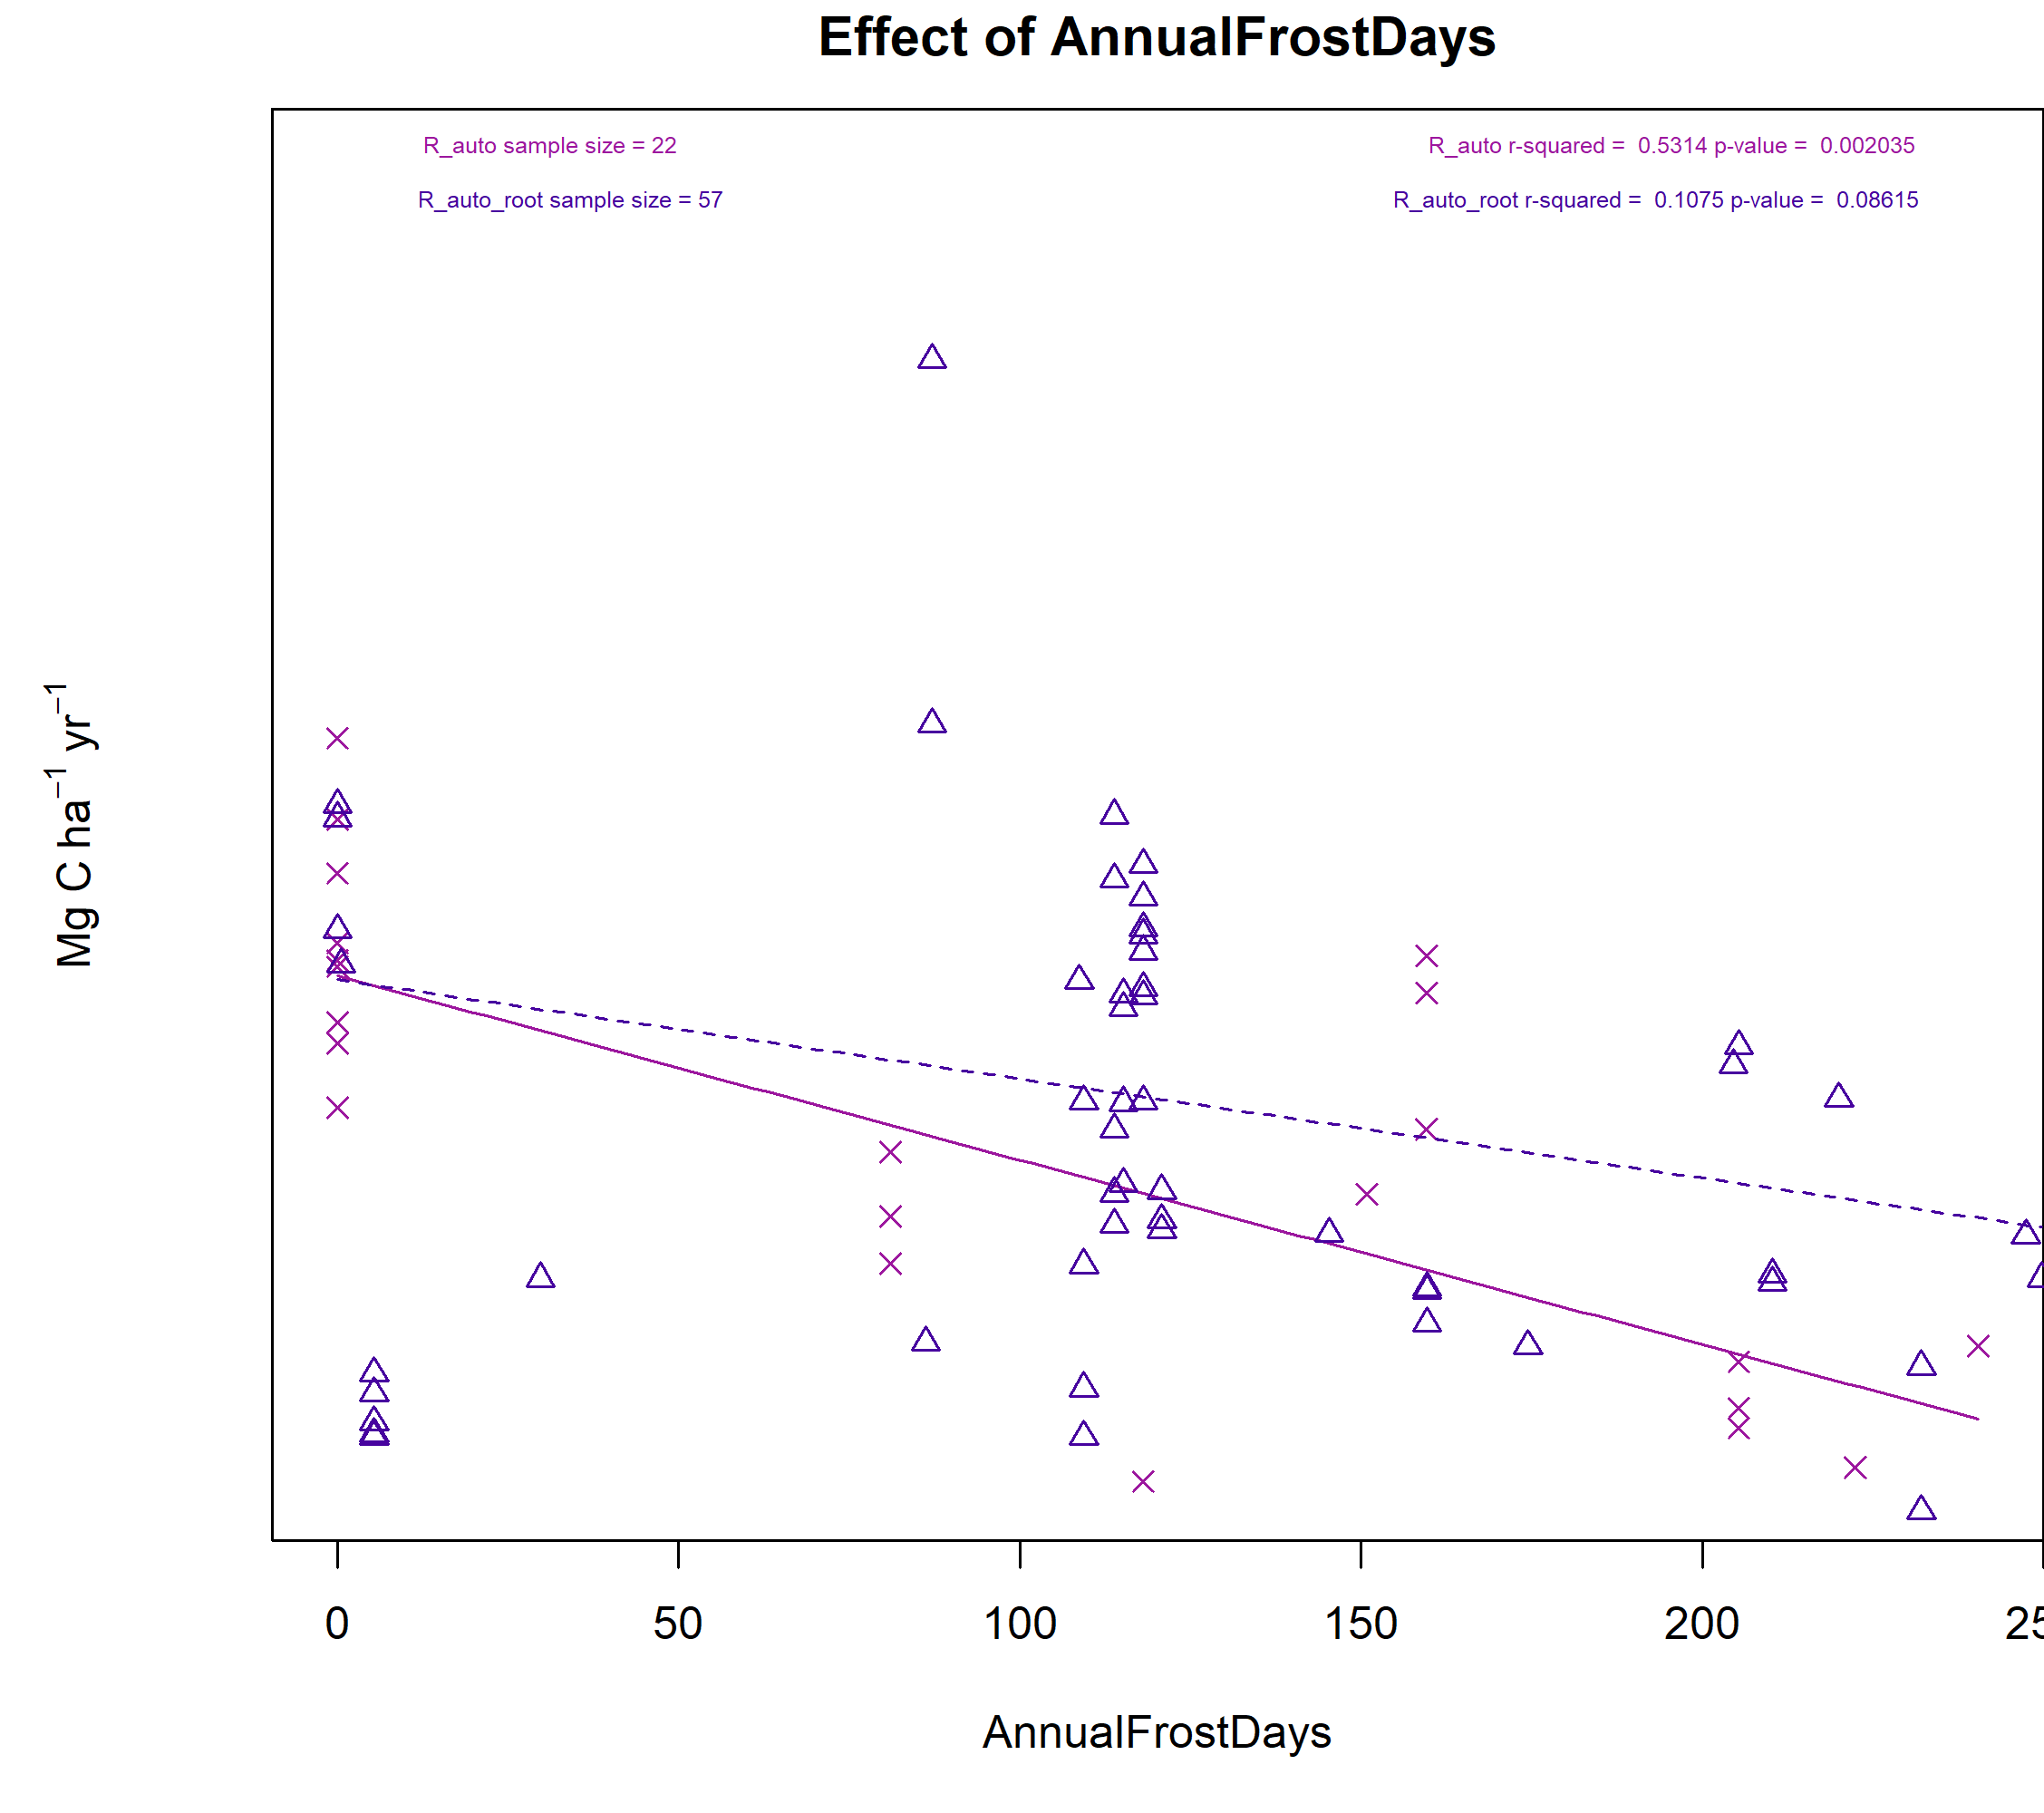 Effect of AnnualFrostDays
R_auto sample size = 22
R_auto r-squared = 0.5314 p-value = 0.002035
R_auto_root sample size = 57
R_auto_root r-squared = 0.1075 p-value = 0.08615
Mg C ha⁻¹ yr⁻¹
0 50 100 150 200 25
AnnualFrostDays